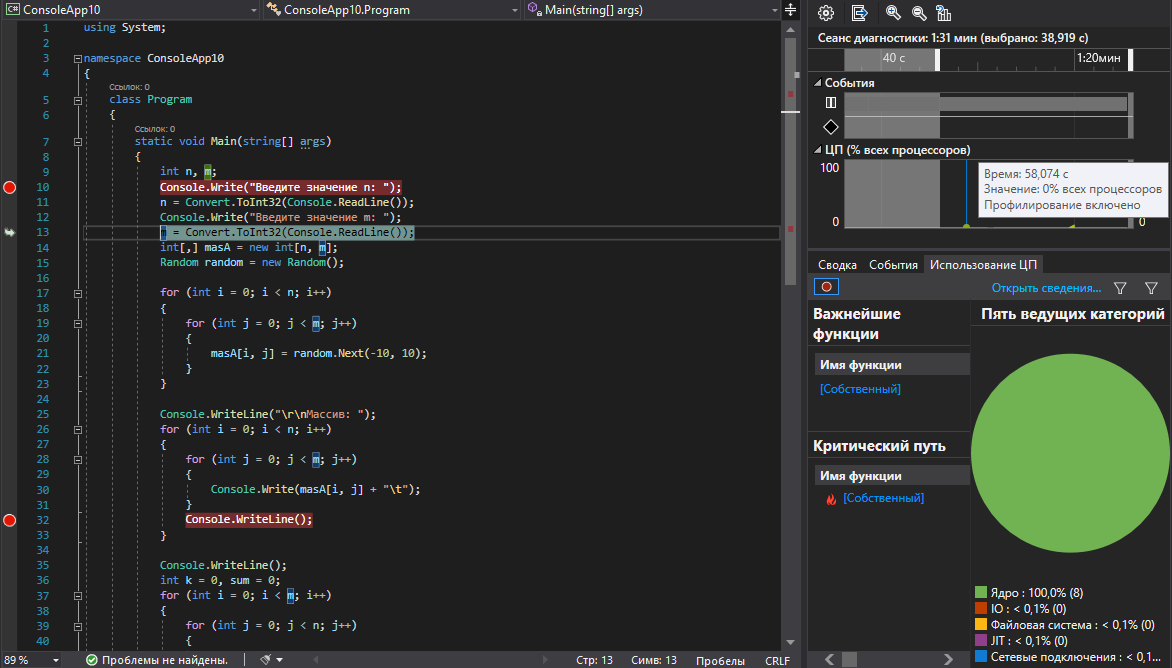 C# ConsoleApp10 ConsoleApp10.Program Main(string[] args)
1 using System;
2
3 namespace ConsoleApp10
4 {
Ссылок: 0
5 class Program
6 {
Ссылок: 0
7 static void Main(string[] args)
8 {
9 int n, m;
10 Console.Write("Введите значение n: ");
11 n = Convert.ToInt32(Console.ReadLine());
12 Console.Write("Введите значение m: ");
13 = Convert.ToInt32(Console.ReadLine());
14 int[,] masA = new int[n, m];
15 Random random = new Random();
16
17 for (int i = 0; i < n; i++)
18 {
19 for (int j = 0; j < m; j++)
20 {
21 masA[i, j] = random.Next(-10, 10);
22 }
23 }
24
25 Console.WriteLine("\r\nМассив: ");
26 for (int i = 0; i < n; i++)
27 {
28 for (int j = 0; j < m; j++)
29 {
30 Console.Write(masA[i, j] + "\t");
31 }
32 Console.WriteLine();
33 }
34
35 Console.WriteLine();
36 int k = 0, sum = 0;
37 for (int i = 0; i < m; i++)
38 {
39 for (int j = 0; j < n; j++)
40 {
89 % Проблемы не найдены. Стр: 13 Симв: 13 Пробелы CRLF
Сеанс диагностики: 1:31 мин (выбрано: 38,919 с)
40 с 1:20мин
События
ЦП (% всех процессоров)
100
0 0
Время: 58,074 с
Значение: 0% всех процессоров
Профилирование включено
Сводка События Использование ЦП
Открыть сведения...
Важнейшие функции
Имя функции
[Собственный]
Критический путь
Имя функции
[Собственный]
Пять ведущих категорий
Ядро : 100,0% (8)
IO : < 0,1% (0)
Файловая система : < 0,1% (0)
JIT : < 0,1% (0)
Сетевые подключения : < 0,1...